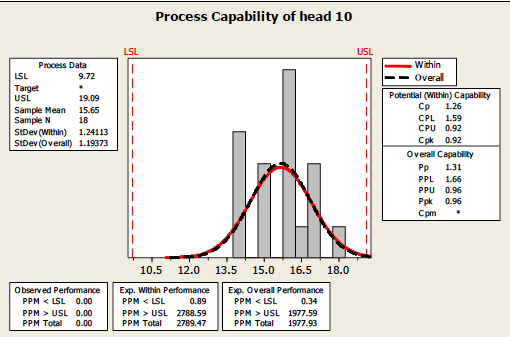 Process Capability of head 10
LSL
USL
Process Data
LSL 9.72
Target *
USL 19.09
Sample Mean 15.65
Sample N 18
StDev(Within) 1.24113
StDev(Overall) 1.19373
Within
Overall
Potential (Within) Capability
Cp 1.26
CPL 1.59
CPU 0.92
Cpk 0.92
Overall Capability
Pp 1.31
PPL 1.66
PPU 0.96
Ppk 0.96
Cpm *
10.5 12.0 13.5 15.0 16.5 18.0
Observed Performance
PPM < LSL 0.00
PPM > USL 0.00
PPM Total 0.00
Exp. Within Performance
PPM < LSL 0.89
PPM > USL 2788.59
PPM Total 2789.47
Exp. Overall Performance
PPM < LSL 0.34
PPM > USL 1977.59
PPM Total 1977.93